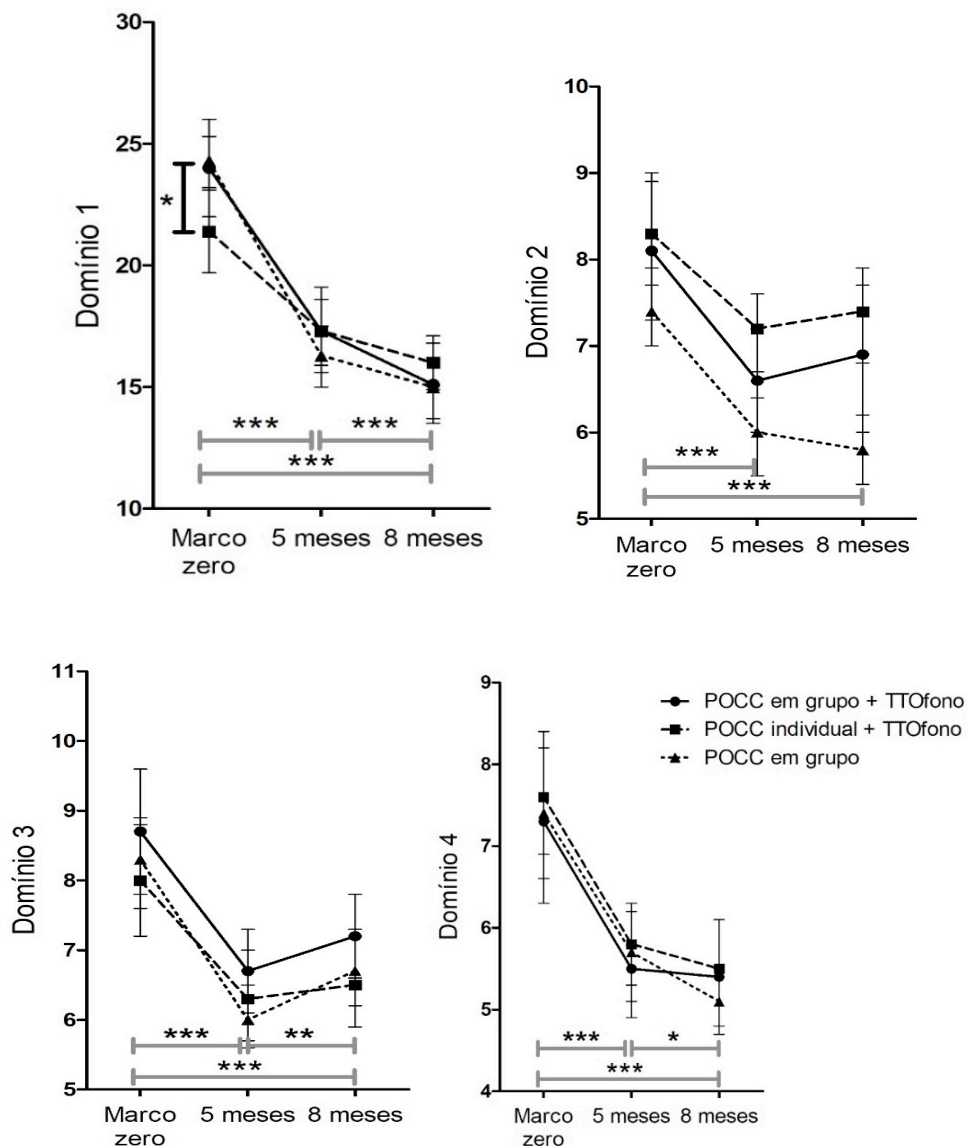 Domínio 1
30
25
20
15
10
*
***
***
***
Marco zero
5 meses
8 meses
Domínio 2
10
9
8
7
6
5
***
***
Marco zero
5 meses
8 meses
Domínio 3
11
10
9
8
7
6
5
***
**
***
Marco zero
5 meses
8 meses
Domínio 4
9
8
7
6
5
4
***
*
***
Marco zero
5 meses
8 meses
POCC em grupo + TTOfono
POCC individual + TTOfono
POCC em grupo